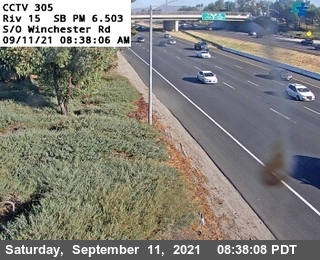 CCTV 305
Riv 15 SB PM 6.503
S/O Winchester Rd
09/11/21 08:38:06 AM
Saturday, September 11, 2021 08:38:08 PDT